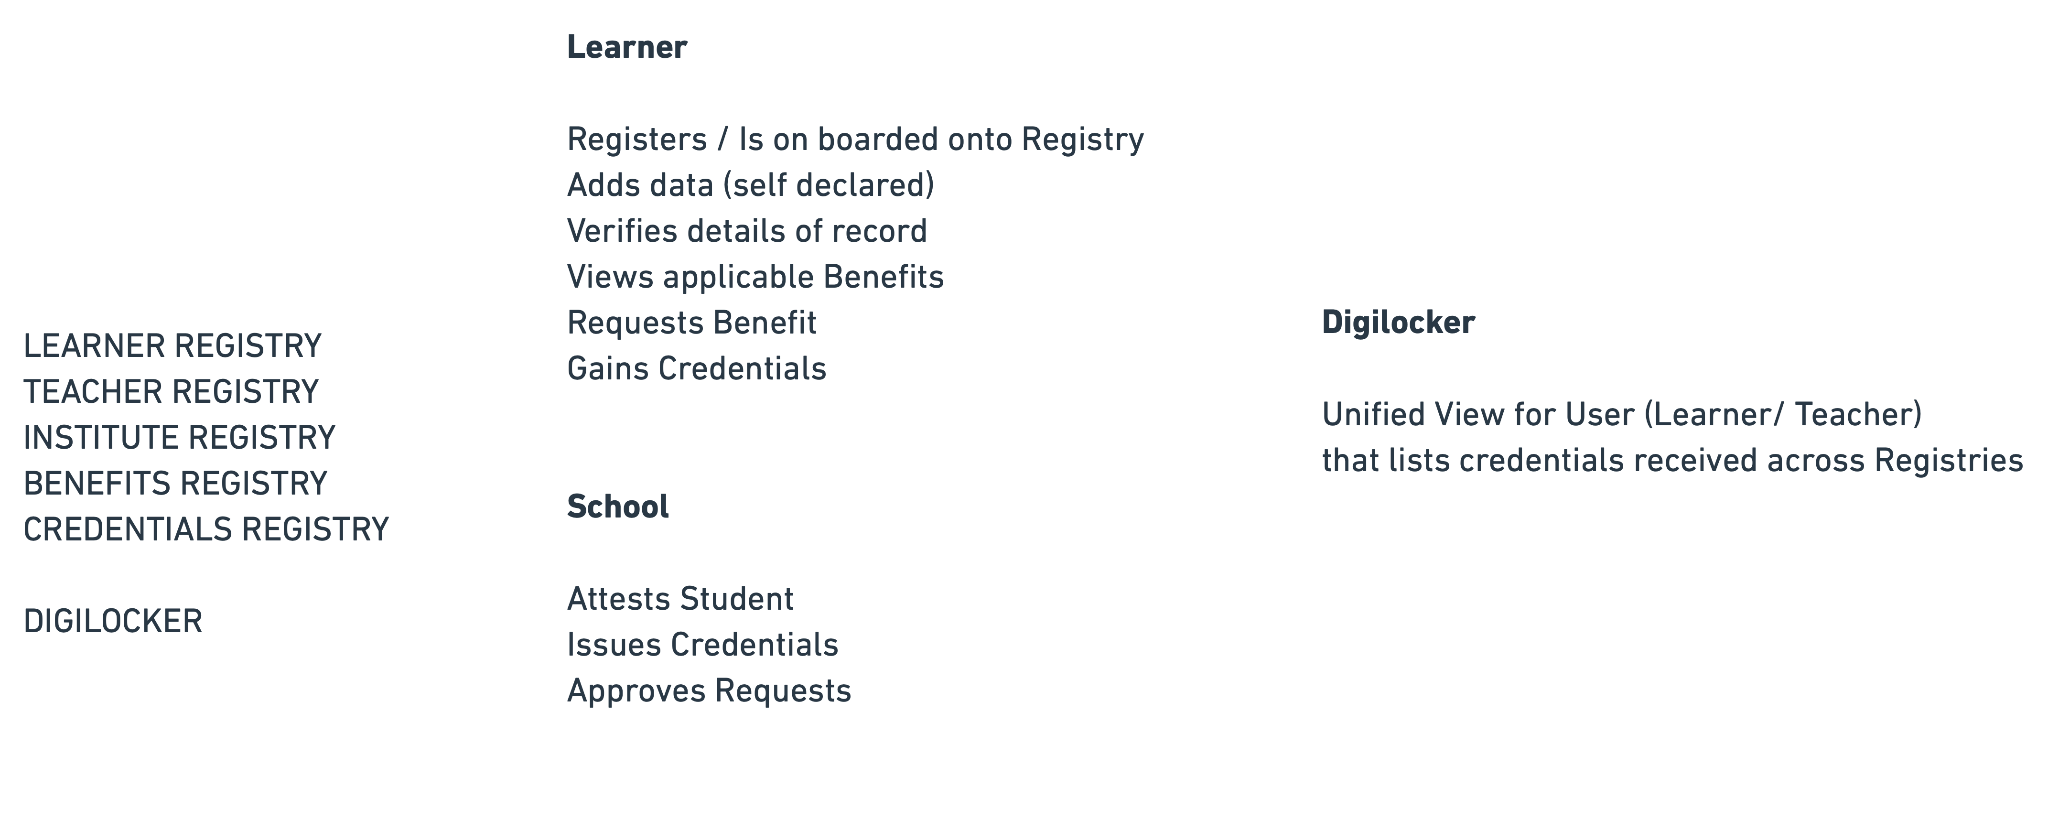 LEARNER REGISTRY
TEACHER REGISTRY
INSTITUTE REGISTRY
BENEFITS REGISTRY
CREDENTIALS REGISTRY
DIGILOCKER
Learner
Registers / Is on boarded onto Registry
Adds data (self declared)
Verifies details of record
Views applicable Benefits
Requests Benefit
Gains Credentials
School
Attests Student
Issues Credentials
Approves Requests
Digilocker
Unified View for User (Learner/ Teacher)
that lists credentials received across Registries